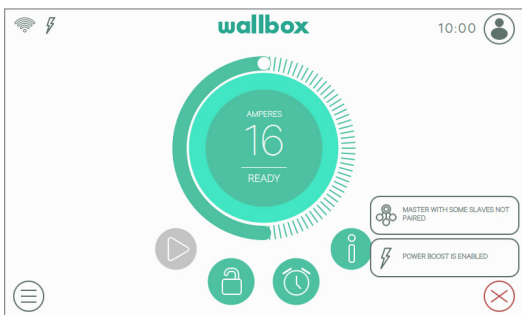 wallbox
10:00
AMPERES
16
READY
MASTER WITH SOME SLAVES NOT
PAIRED
POWER BOOST IS ENABLED